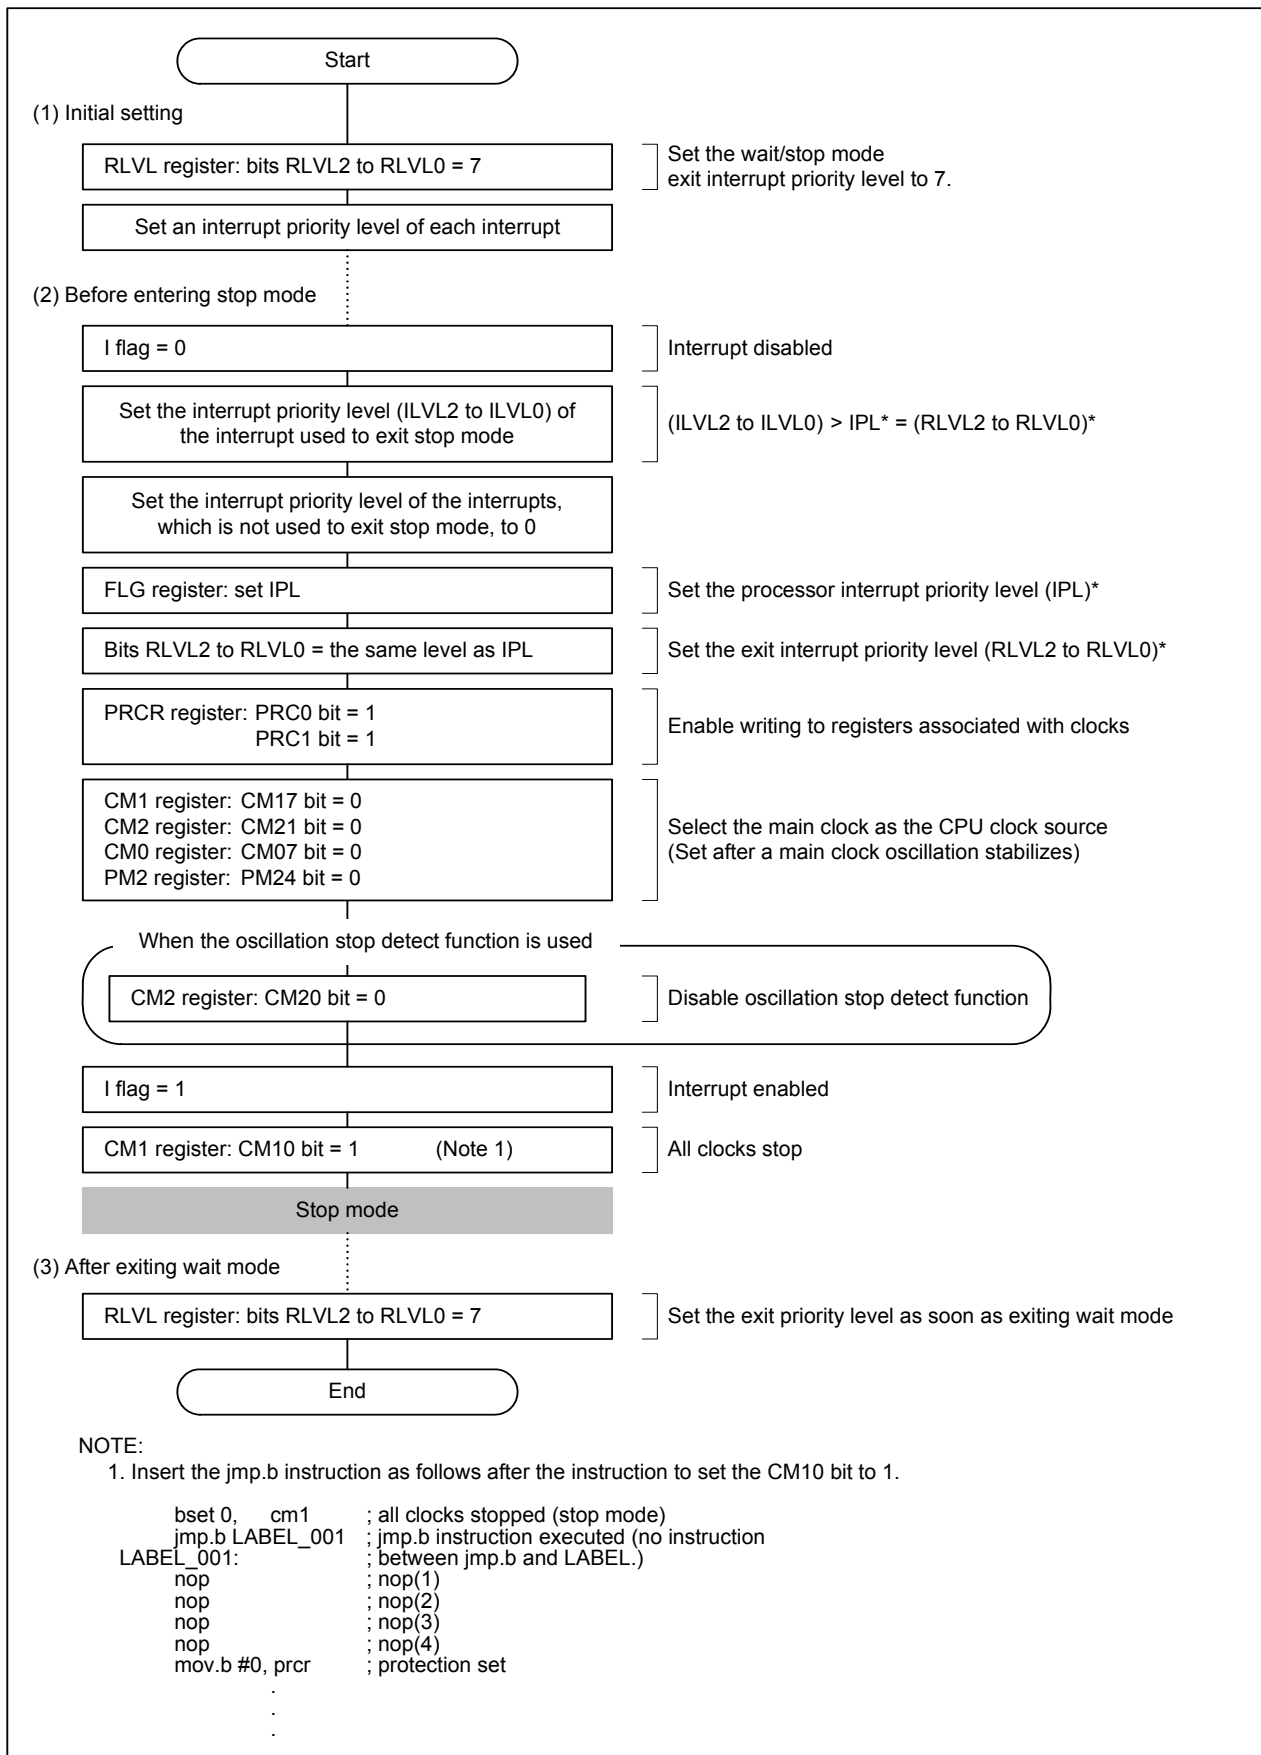 Start
(1) Initial setting
RLVL register: bits RLVL2 to RLVL0 = 7
Set the wait/stop mode
exit interrupt priority level to 7.
Set an interrupt priority level of each interrupt
(2) Before entering stop mode
I flag = 0
Interrupt disabled
Set the interrupt priority level (ILVL2 to ILVL0) of
the interrupt used to exit stop mode
(ILVL2 to ILVL0) > IPL* = (RLVL2 to RLVL0)*
Set the interrupt priority level of the interrupts,
which is not used to exit stop mode, to 0
FLG register: set IPL
Set the processor interrupt priority level (IPL)*
Bits RLVL2 to RLVL0 = the same level as IPL
Set the exit interrupt priority level (RLVL2 to RLVL0)*
PRCR register: PRC0 bit = 1
PRC1 bit = 1
Enable writing to registers associated with clocks
CM1 register: CM17 bit = 0
CM2 register: CM21 bit = 0
CM0 register: CM07 bit = 0
PM2 register: PM24 bit = 0
Select the main clock as the CPU clock source
(Set after a main clock oscillation stabilizes)
When the oscillation stop detect function is used
CM2 register: CM20 bit = 0
Disable oscillation stop detect function
I flag = 1
Interrupt enabled
CM1 register: CM10 bit = 1 (Note 1)
All clocks stop
Stop mode
(3) After exiting wait mode
RLVL register: bits RLVL2 to RLVL0 = 7
Set the exit priority level as soon as exiting wait mode
End
NOTE:
1. Insert the jmp.b instruction as follows after the instruction to set the CM10 bit to 1.
bset 0, cm1 ; all clocks stopped (stop mode)
jmp.b LABEL_001 ; jmp.b instruction executed (no instruction
LABEL_001: ; between jmp.b and LABEL.)
nop ; nop(1)
nop ; nop(2)
nop ; nop(3)
nop ; nop(4)
mov.b #0, prcr ; protection set
.
.
.